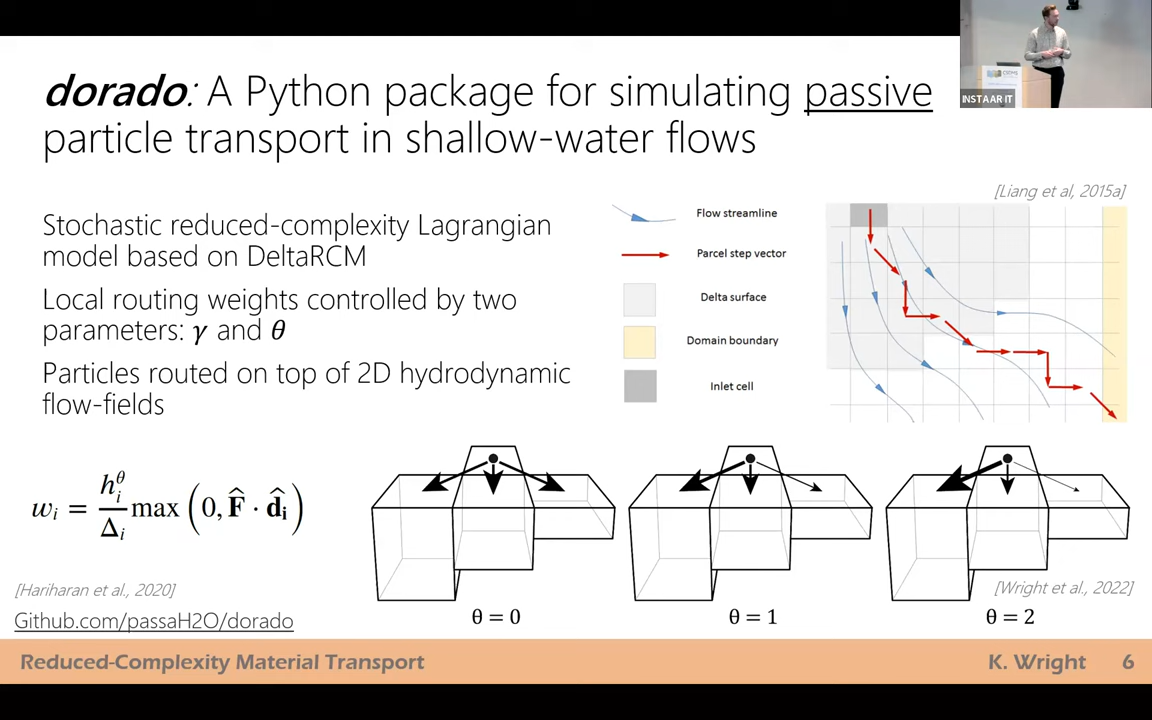 dorado: A Python package for simulating passive
particle transport in shallow-water flows
INSTAAR IT
[Liang et al, 2015a]
Stochastic reduced-complexity Lagrangian
model based on DeltaRCM
Local routing weights controlled by two
parameters: γ and θ
Particles routed on top of 2D hydrodynamic
flow-fields
Flow streamline
Parcel step vector
Delta surface
Domain boundary
Inlet cell
w_i = h_i^θ / Δ_i max (0, F̂ · d̂_i)
[Hariharan et al., 2020]
Github.com/passaH2O/dorado
[Wright et al., 2022]
θ = 0
θ = 1
θ = 2
Reduced-Complexity Material Transport
K. Wright 6